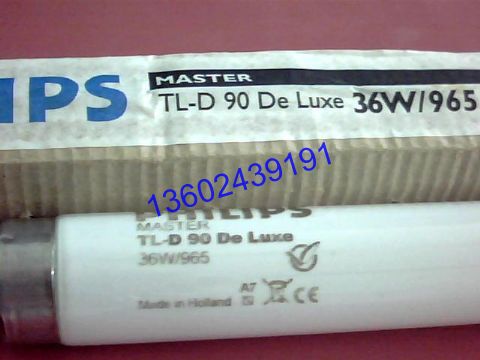 IPS
MASTER
TL-D 90 De Luxe 36W/965
13602439191
PHILIPS
MASTER
TL-D 90 De Luxe
36W/965
Made in Holland
A7
CE